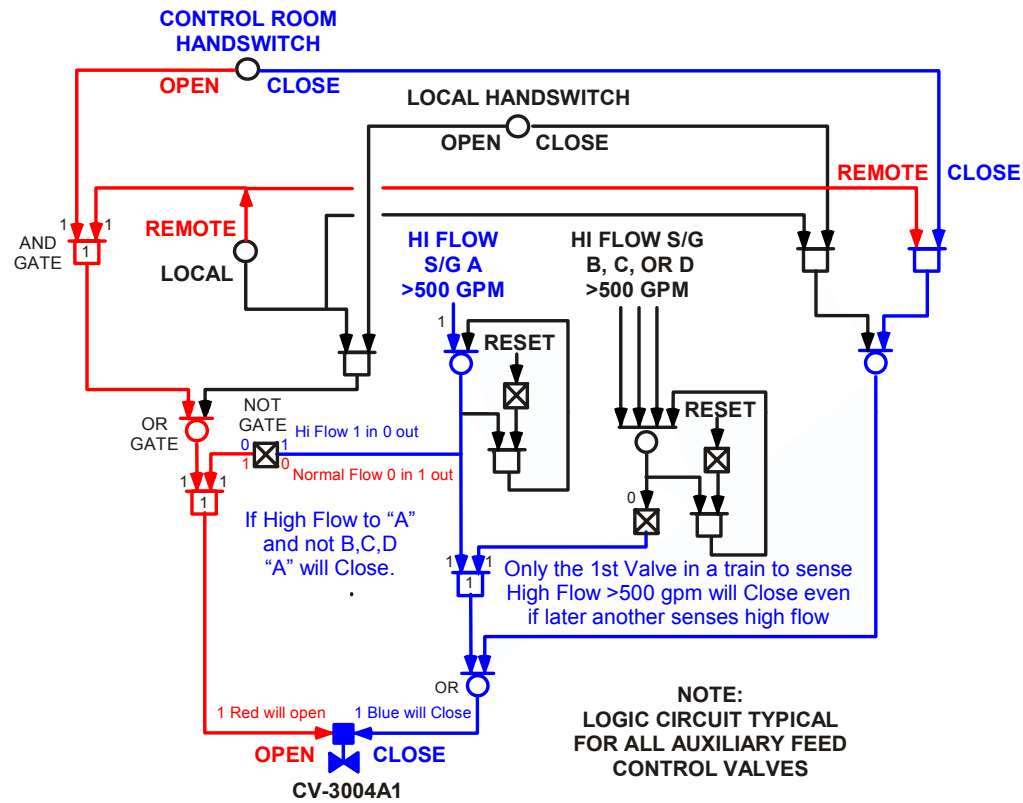 CONTROL ROOM
HANDSWITCH
OPEN
CLOSE
LOCAL HANDSWITCH
OPEN
CLOSE
REMOTE
CLOSE
1
1
AND
GATE
1
REMOTE
LOCAL
HI FLOW
S/G A
>500 GPM
HI FLOW S/G
B, C, OR D
>500 GPM
1
RESET
RESET
OR
GATE
NOT
GATE
0
1
Hi Flow 1 in 0 out
1
0
Normal Flow 0 in 1 out
1
1
1
0
If High Flow to “A”
and not B,C,D
“A” will Close.
.
1
1
1
Only the 1st Valve in a train to sense
High Flow >500 gpm will Close even
if later another senses high flow
OR
1 Red will open
1 Blue will Close
OPEN
CLOSE
CV-3004A1
NOTE:
LOGIC CIRCUIT TYPICAL
FOR ALL AUXILIARY FEED
CONTROL VALVES